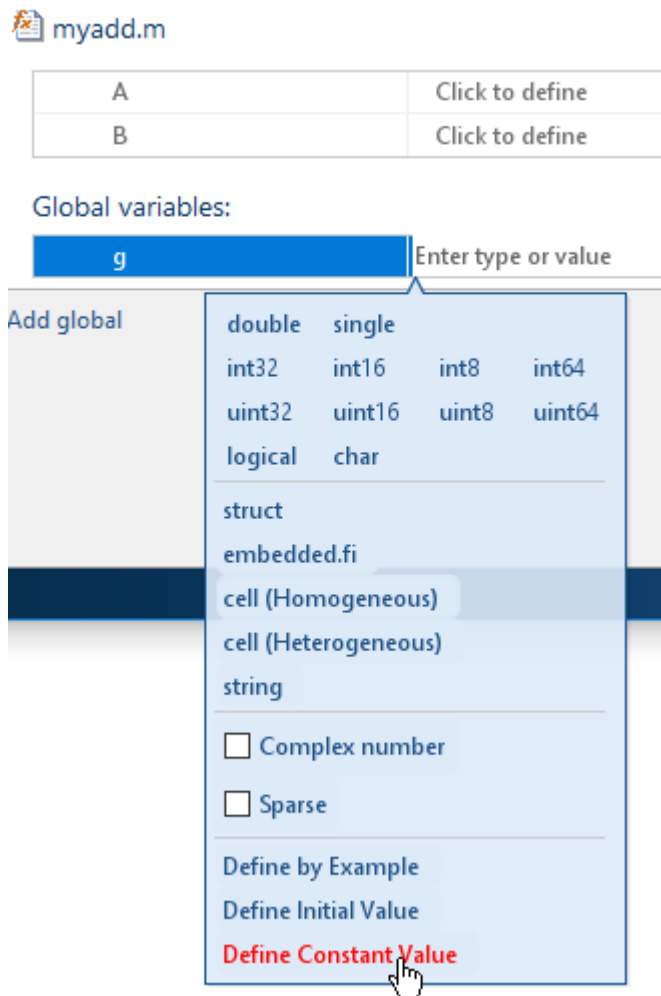 myadd.m
A Click to define
B Click to define
Global variables:
g Enter type or value
Add global
double single
int32 int16 int8 int64
uint32 uint16 uint8 uint64
logical char
struct
embedded.fi
cell (Homogeneous)
cell (Heterogeneous)
string
Complex number
Sparse
Define by Example
Define Initial Value
Define Constant Value